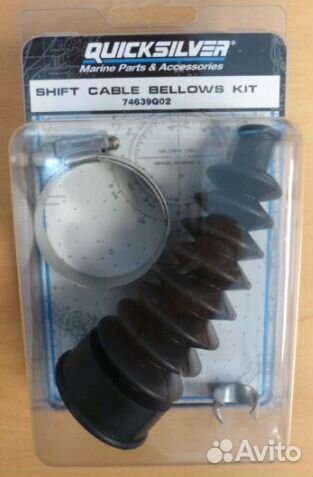 QUICKSILVER
Marine Parts & Accessories
SHIFT CABLE BELLOWS KIT
74639Q02
Avito